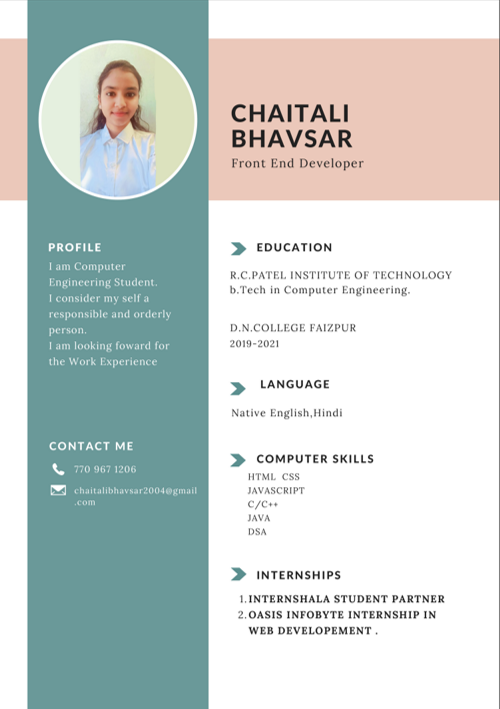 CHAITALI
BHAVSAR
Front End Developer
PROFILE
I am Computer
Engineering Student.
I consider my self a
responsible and orderly
person.
I am looking foward for
the Work Experience
CONTACT ME
770 967 1206
chaitalibhavsar2004@gmail
.com
EDUCATION
R.C.PATEL INSTITUTE OF TECHNOLOGY
b.Tech in Computer Engineering.
D.N.COLLEGE FAIZPUR
2019-2021
LANGUAGE
Native English,Hindi
COMPUTER SKILLS
HTML CSS
JAVASCRIPT
C/C++
JAVA
DSA
INTERNSHIPS
1. INTERNSHALA STUDENT PARTNER
2. OASIS INFOBYTE INTERNSHIP IN
WEB DEVELOPEMENT .